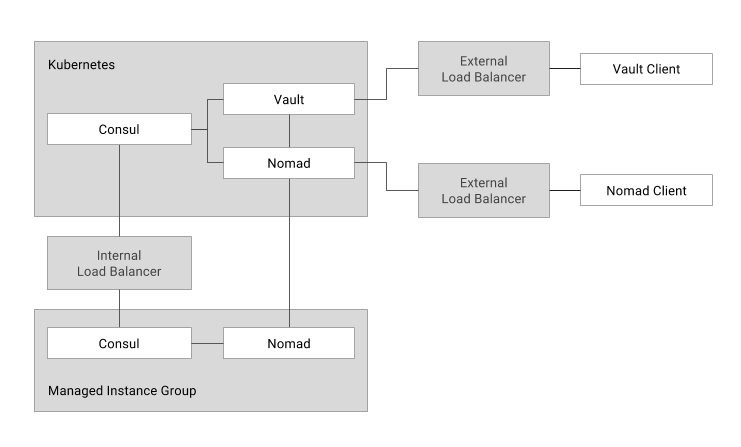 Kubernetes
External
Load Balancer
Vault Client
Vault
Consul
Nomad
External
Load Balancer
Nomad Client
Internal
Load Balancer
Consul
Nomad
Managed Instance Group